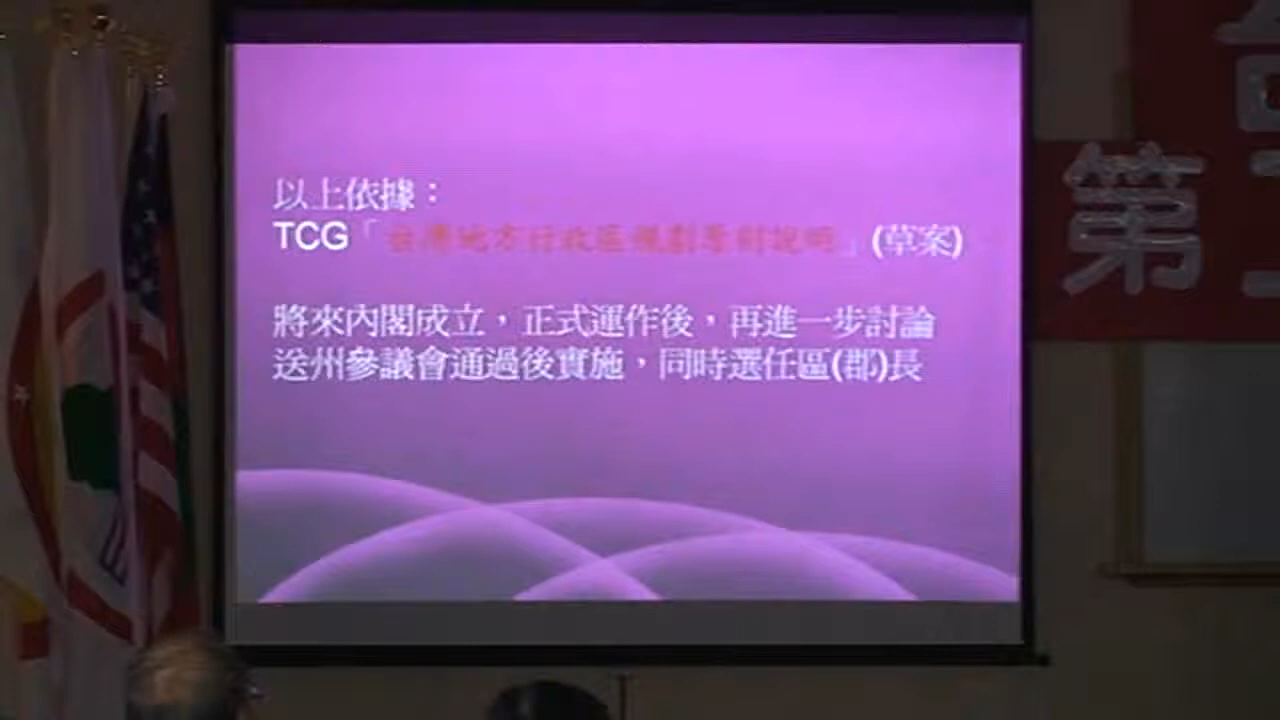 以上依據：
TCG「台灣地方行政區規劃原則說明」(草案)
將來內閣成立，正式運作後，再進一步討論
送州參議會通過後實施，同時選任區(郡)長
第